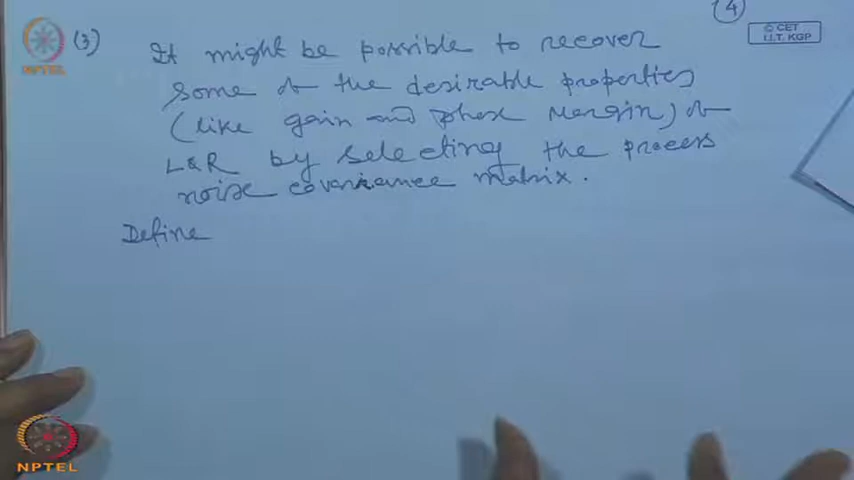 (4)
© CET
I.I.T. KGP
NPTEL
(3) It might be possible to recover
some of the desirable properties
(like gain and phase Margin) of
LQR by selecting the process
noise covariance matrix.
Define
NPTEL